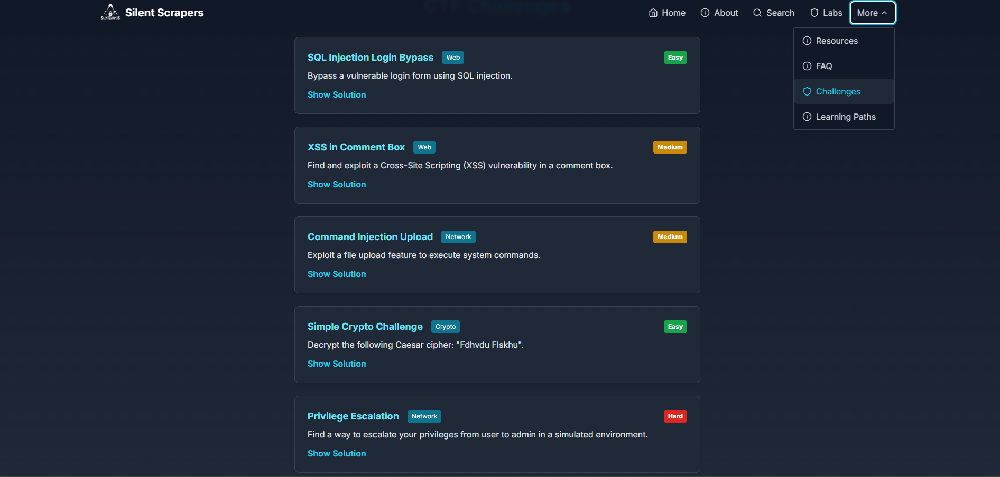 SILENTSCRAPERS
Silent Scrapers
Home
About
Search
Labs
More
Resources
FAQ
Challenges
Learning Paths
CTF Challenges
SQL Injection Login Bypass
Web
Easy
Bypass a vulnerable login form using SQL injection.
Show Solution
XSS in Comment Box
Web
Medium
Find and exploit a Cross-Site Scripting (XSS) vulnerability in a comment box.
Show Solution
Command Injection Upload
Network
Medium
Exploit a file upload feature to execute system commands.
Show Solution
Simple Crypto Challenge
Crypto
Easy
Decrypt the following Caesar cipher: "Fdhvdu Flskhu".
Show Solution
Privilege Escalation
Network
Hard
Find a way to escalate your privileges from user to admin in a simulated environment.
Show Solution